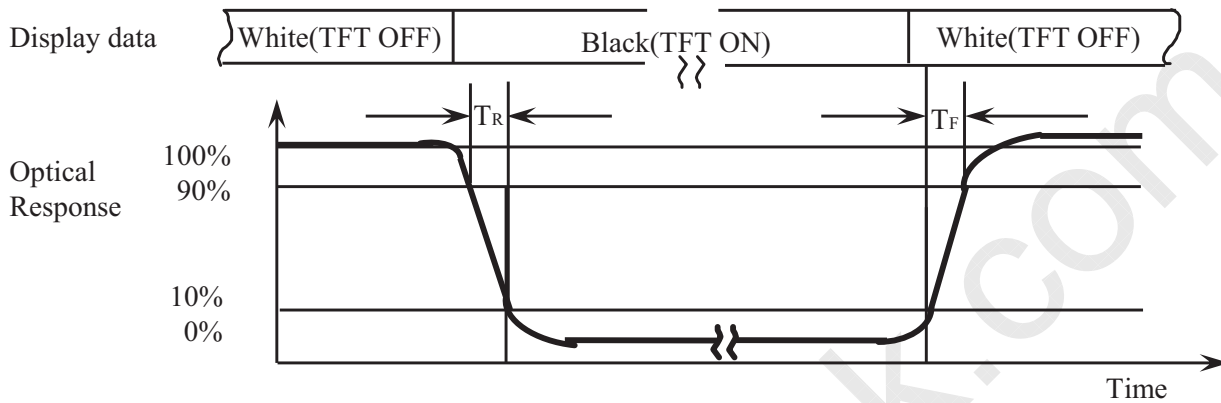 Display data
White(TFT OFF)
Black(TFT ON)
White(TFT OFF)
TR
TF
100%
Optical
Response
90%
10%
0%
Time
k.com